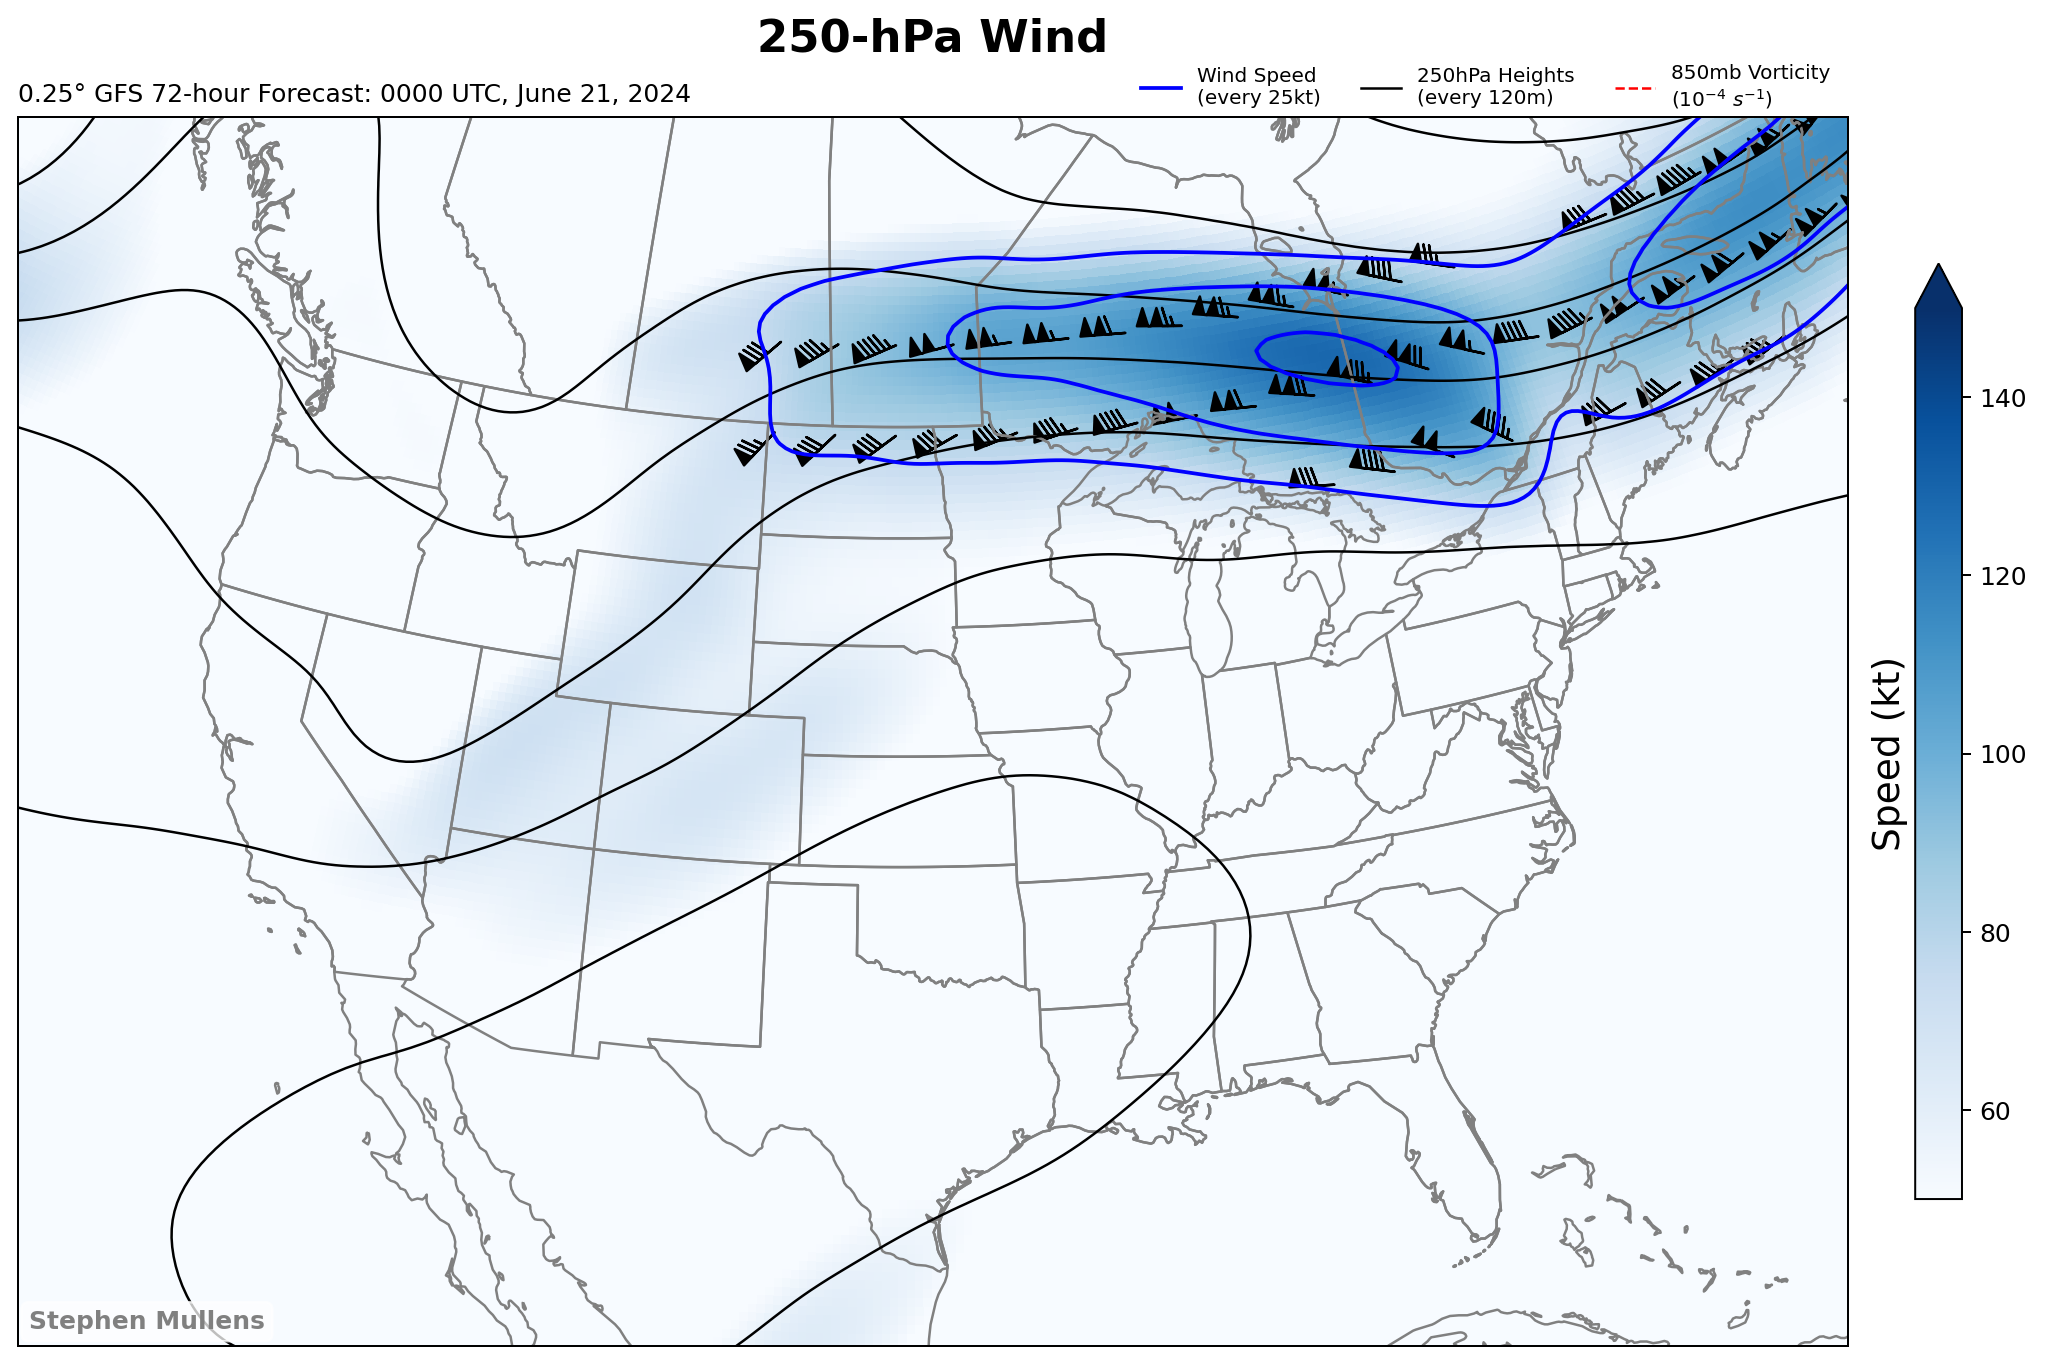 250-hPa Wind
0.25° GFS 72-hour Forecast: 0000 UTC, June 21, 2024
Wind Speed
(every 25kt)
250hPa Heights
(every 120m)
850mb Vorticity
(10⁻⁴ s⁻¹)
140
120
100
80
60
Speed (kt)
Stephen Mullens